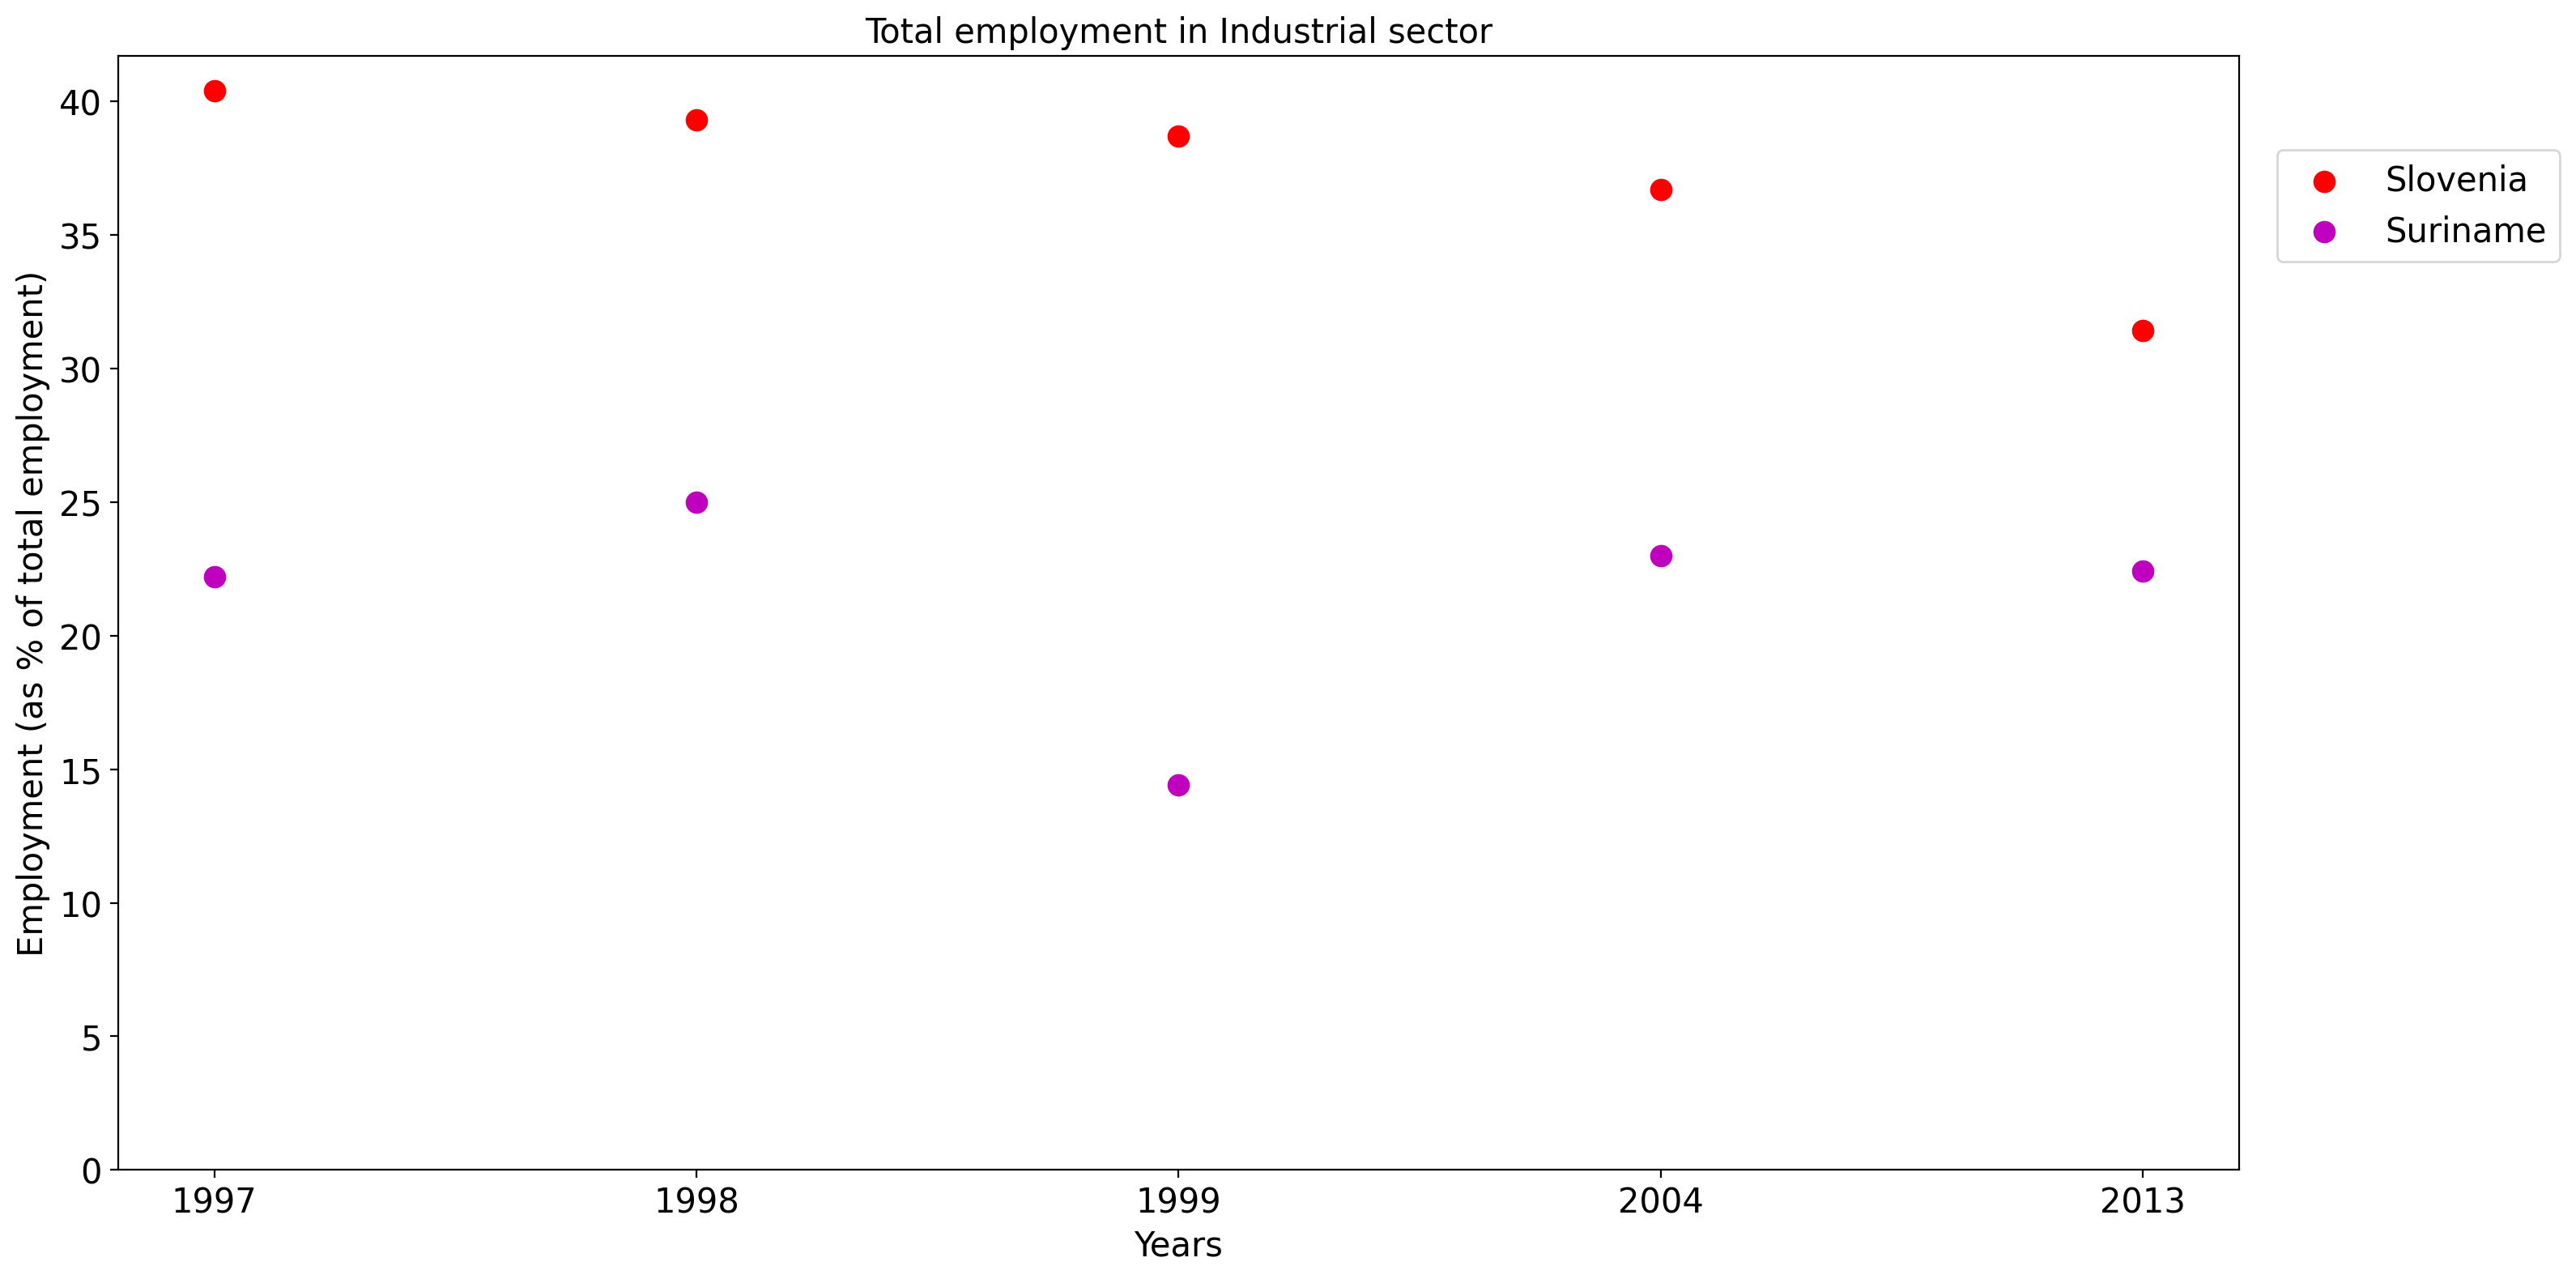 Total employment in Industrial sector
Employment (as % of total employment)
40
35
30
25
20
15
10
5
0
1997 1998 1999 2004 2013
Years
Slovenia
Suriname